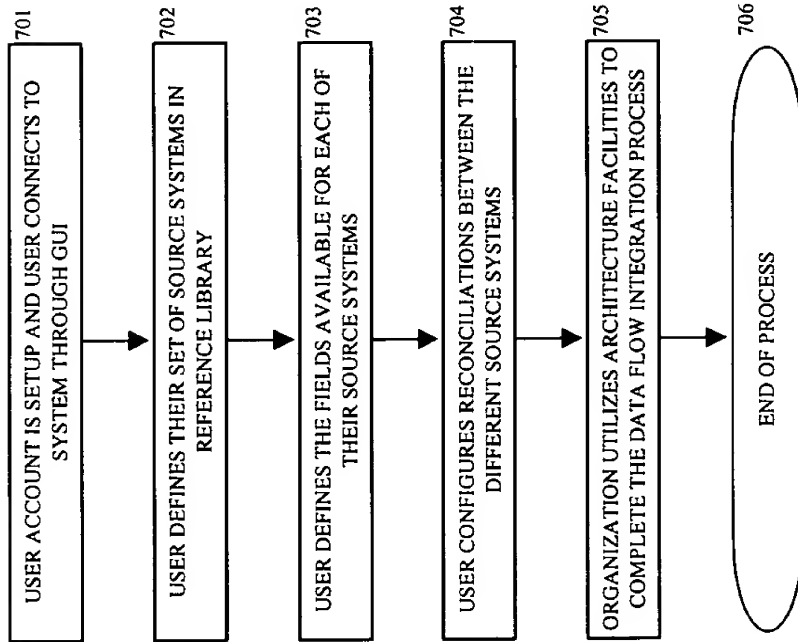 701
USER ACCOUNT IS SETUP AND USER CONNECTS TO
SYSTEM THROUGH GUI
702
USER DEFINES THEIR SET OF SOURCE SYSTEMS IN
REFERENCE LIBRARY
703
USER DEFINES THE FIELDS AVAILABLE FOR EACH OF
THEIR SOURCE SYSTEMS
704
USER CONFIGURES RECONCILIATIONS BETWEEN THE
DIFFERENT SOURCE SYSTEMS
705
ORGANIZATION UTILIZES ARCHITECTURE FACILITIES TO
COMPLETE THE DATA FLOW INTEGRATION PROCESS
706
END OF PROCESS